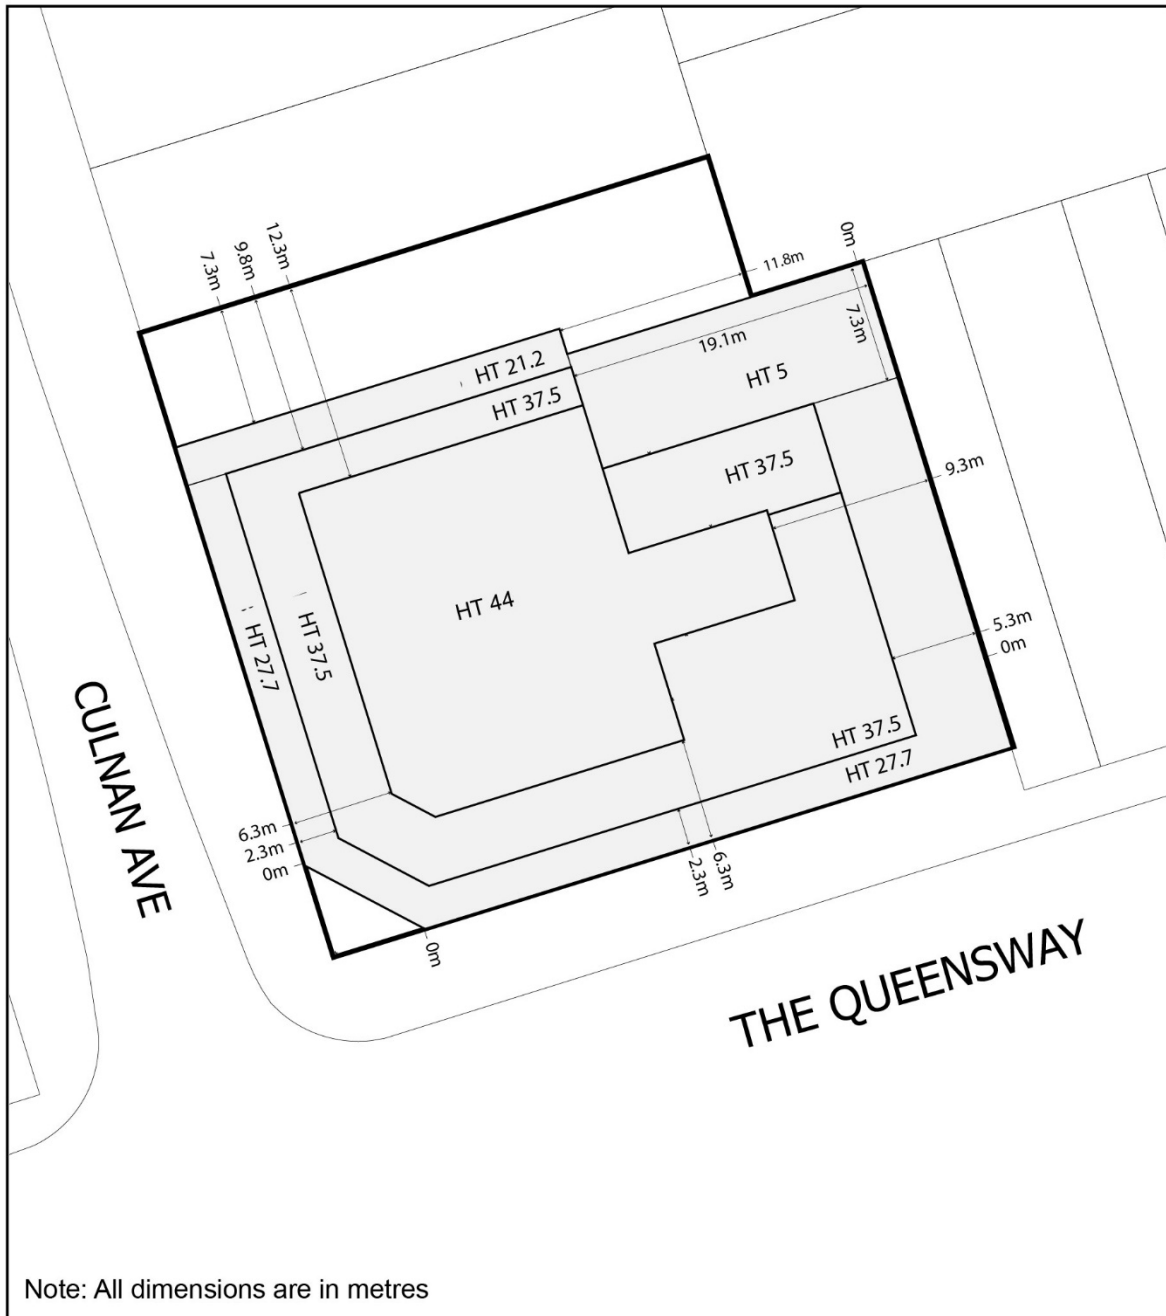 12.3m
9.8m
7.3m
0m
11.8m
7.3m
19.1m
HT 21.2
HT 5
HT 37.5
HT 37.5
9.3m
HT 44
HT 37.5
HT 27.7
5.3m
0m
HT 37.5
HT 27.7
6.3m
2.3m
0m
2.3m
6.3m
0m
CULNAN AVE
THE QUEENSWAY
Note: All dimensions are in metres